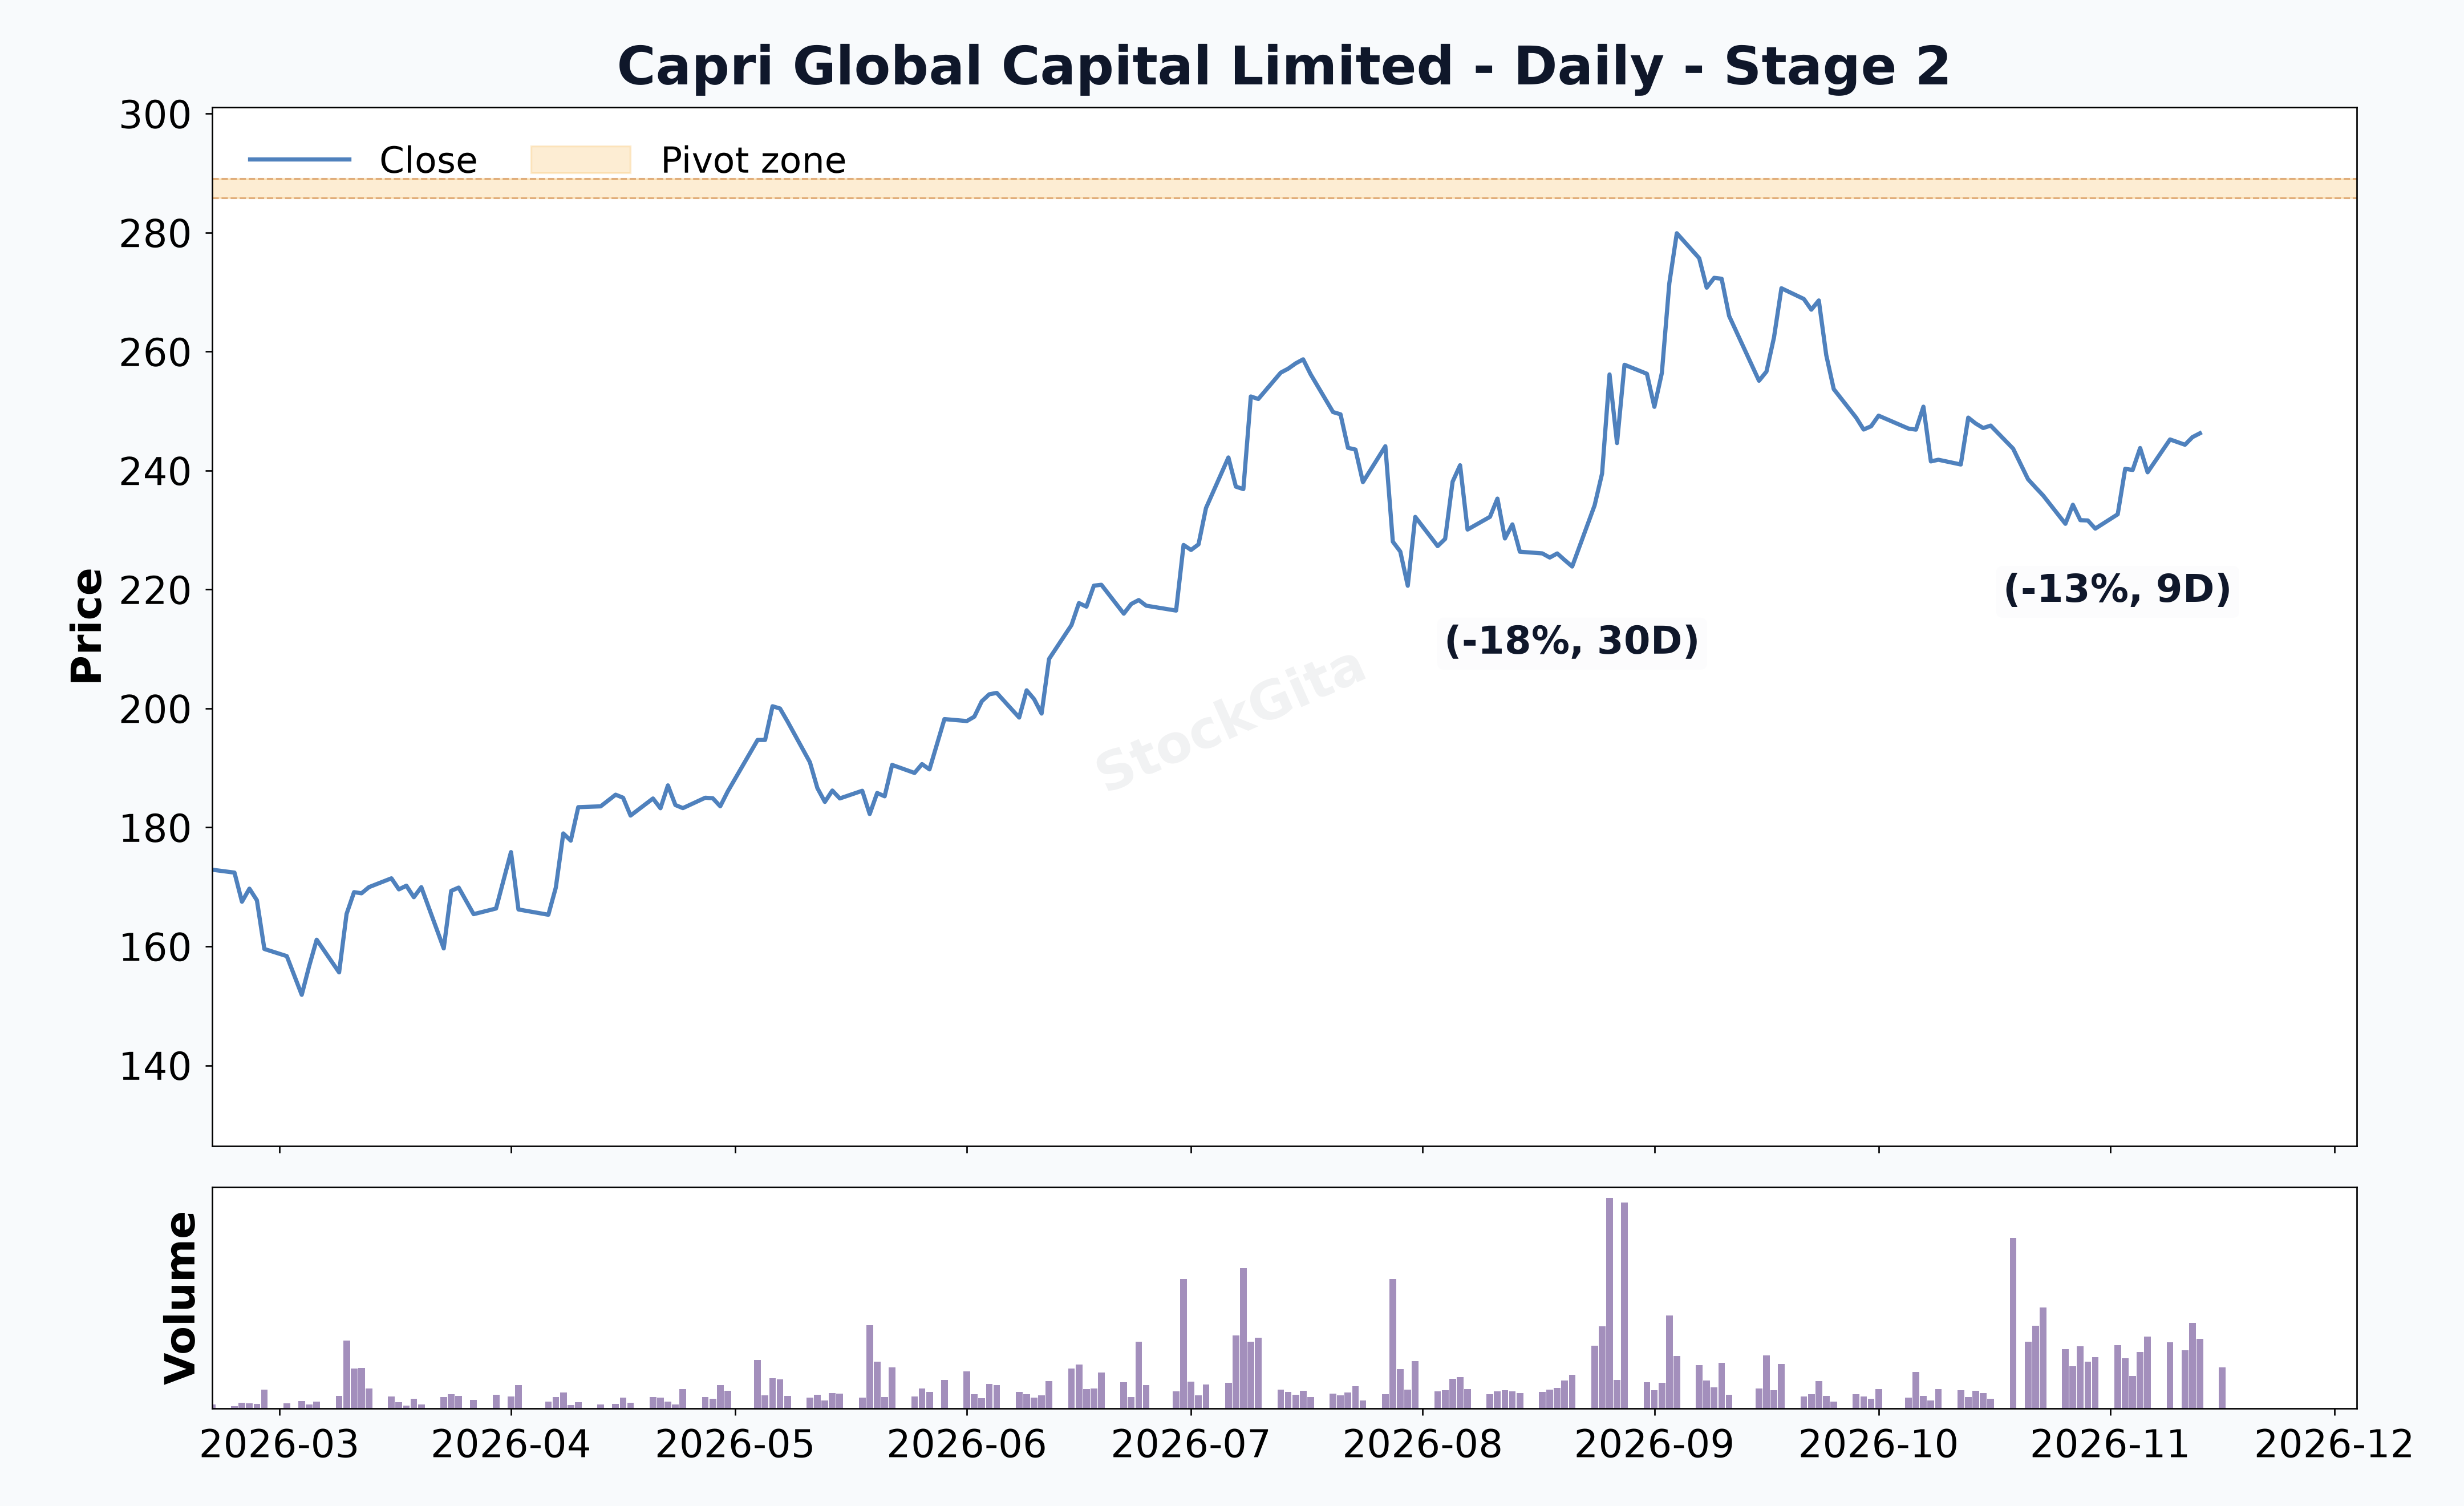 Capri Global Capital Limited - Daily - Stage 2
300
280
260
240
220
200
180
160
140
Price
Close
Pivot zone
(-18%, 30D)
(-13%, 9D)
StockGita
Volume
2026-03
2026-04
2026-05
2026-06
2026-07
2026-08
2026-09
2026-10
2026-11
2026-12